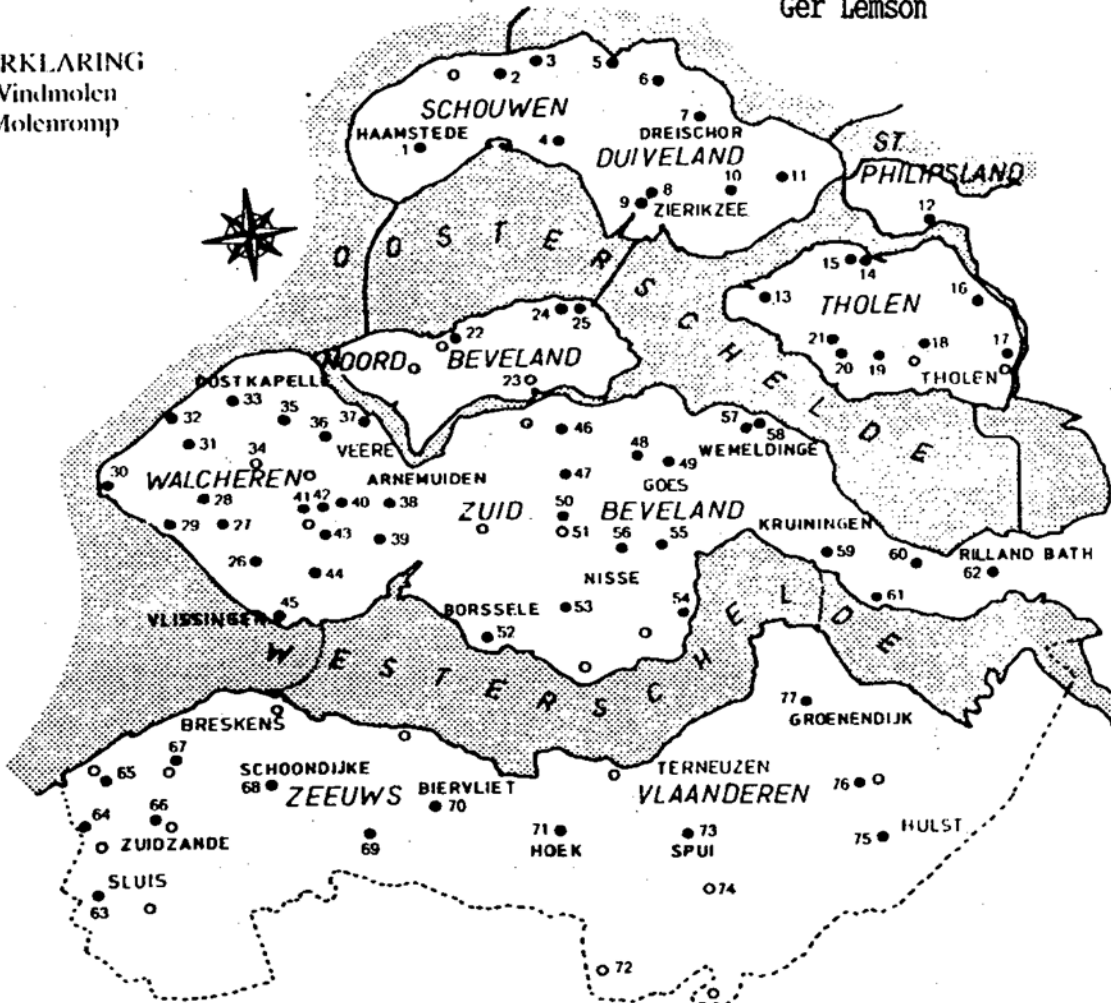 Ger Lemson
RKLARING
Windmolen
Molenromp
3
5
2
6
SCHOUWEN
7
HAAMSTEDE
1
4
DREISCHOR
DUIVELAND
ST.
PHILIPSLAND
10
11
8
9
ZIERIKZEE
12
OOSTERSCHELDE
15
14
13
THOLEN
16
24
25
22
21
20
19
18
17
THOLEN
NOORD BEVELAND
23
OOSTKAPELLE
33
32
35
36
37
VEERE
31
34
30
WALCHEREN
ARNEMUIDEN
28
41
42
40
38
29
27
43
39
26
44
VLISSINGEN
45
46
57
58
WEMELDINGE
48
49
47
GOES
ZUID BEVELAND
50
51
56
55
KRUININGEN
59
60
RILLAND BATH
62
61
NISSE
BORSSELE
53
54
52
WESTERSCHELDE
BRESKENS
77
GROENENDIJK
67
65
SCHOONDIJKE
68
ZEEUWS
BIERVLIET
70
TERNEUZEN
VLAANDEREN
76
64
66
ZUIDZANDE
69
71
HOEK
73
SPUI
75
HULST
SLUIS
63
74
72